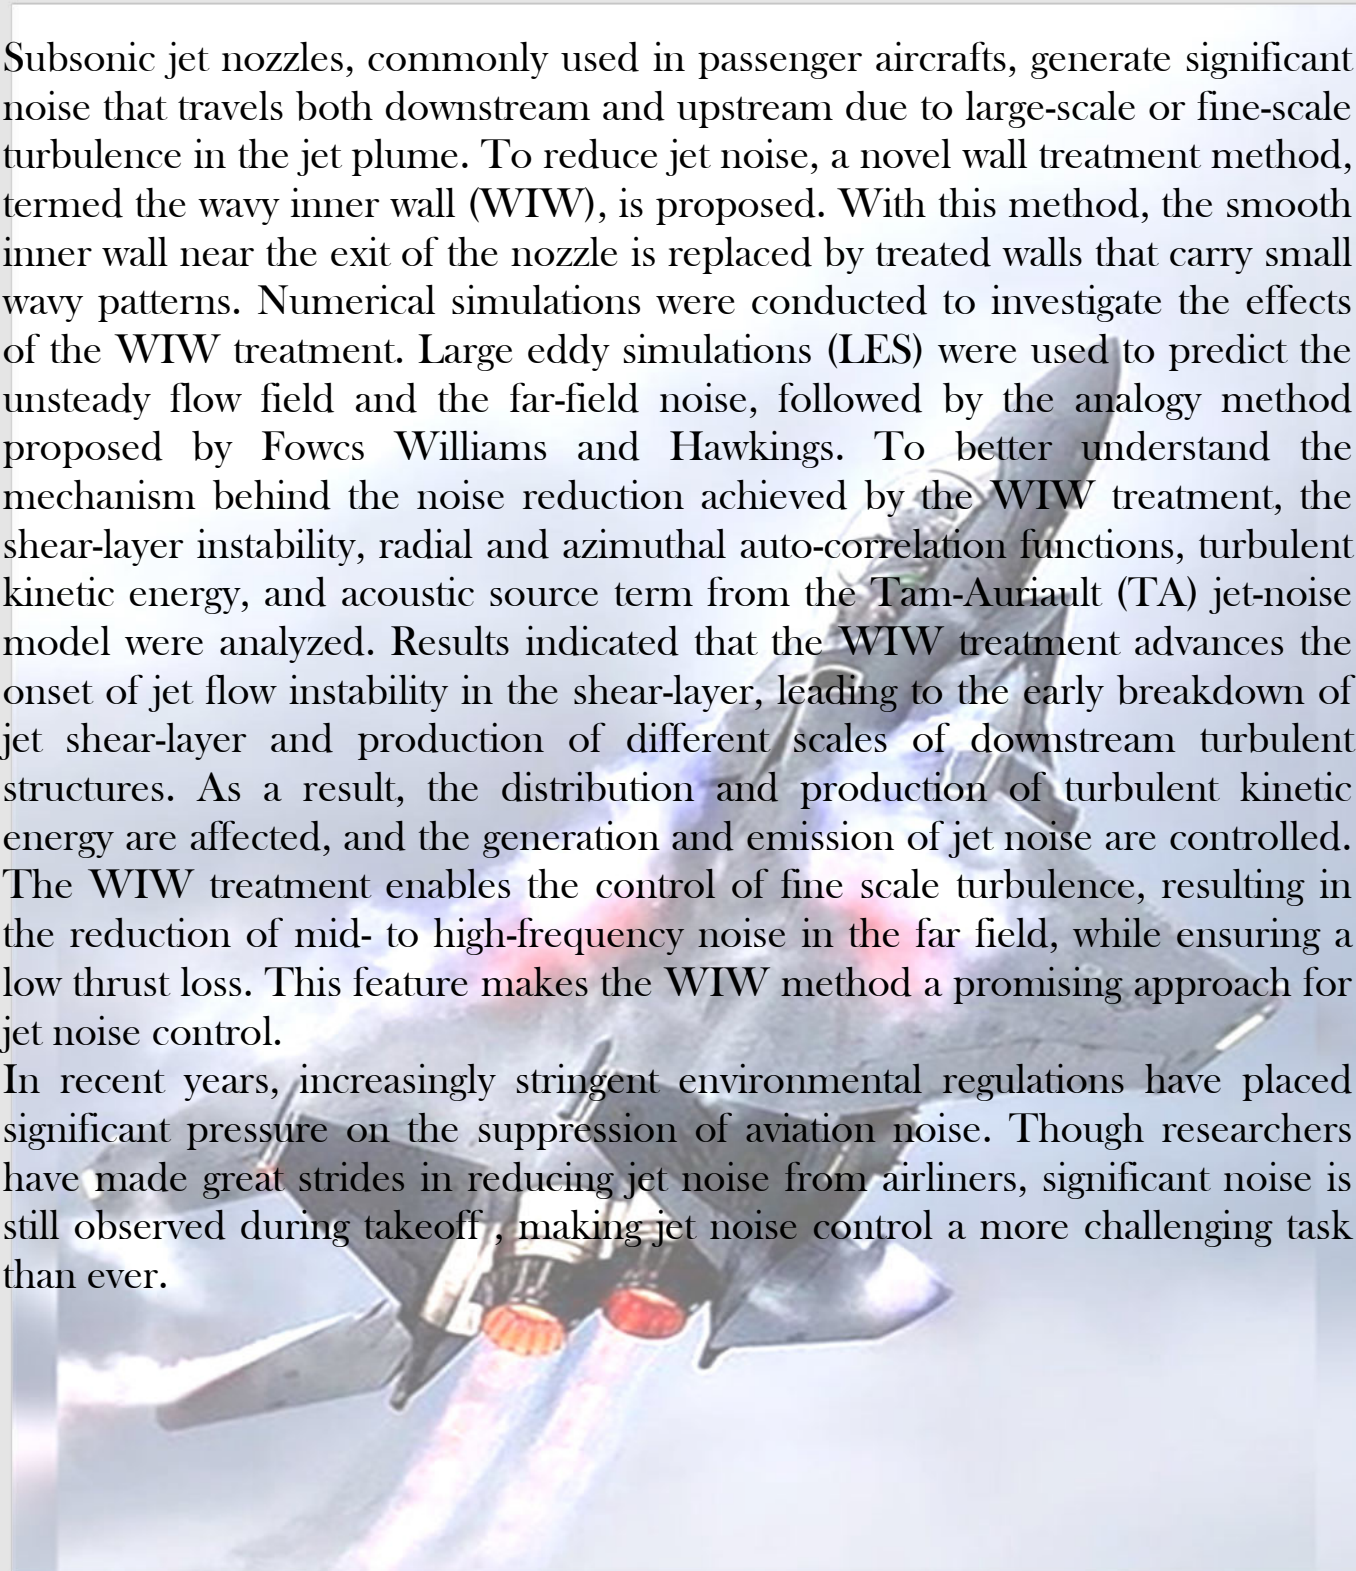 Subsonic jet nozzles, commonly used in passenger aircrafts, generate significant
noise that travels both downstream and upstream due to large-scale or fine-scale
turbulence in the jet plume. To reduce jet noise, a novel wall treatment method,
termed the wavy inner wall (WIW), is proposed. With this method, the smooth
inner wall near the exit of the nozzle is replaced by treated walls that carry small
wavy patterns. Numerical simulations were conducted to investigate the effects
of the WIW treatment. Large eddy simulations (LES) were used to predict the
unsteady flow field and the far-field noise, followed by the analogy method
proposed by Fowcs Williams and Hawkings. To better understand the
mechanism behind the noise reduction achieved by the WIW treatment, the
shear-layer instability, radial and azimuthal auto-correlation functions, turbulent
kinetic energy, and acoustic source term from the Tam-Auriault (TA) jet-noise
model were analyzed. Results indicated that the WIW treatment advances the
onset of jet flow instability in the shear-layer, leading to the early breakdown of
jet shear-layer and production of different scales of downstream turbulent
structures. As a result, the distribution and production of turbulent kinetic
energy are affected, and the generation and emission of jet noise are controlled.
The WIW treatment enables the control of fine scale turbulence, resulting in
the reduction of mid- to high-frequency noise in the far field, while ensuring a
low thrust loss. This feature makes the WIW method a promising approach for
jet noise control.
In recent years, increasingly stringent environmental regulations have placed
significant pressure on the suppression of aviation noise. Though researchers
have made great strides in reducing jet noise from airliners, significant noise is
still observed during takeoff , making jet noise control a more challenging task
than ever.